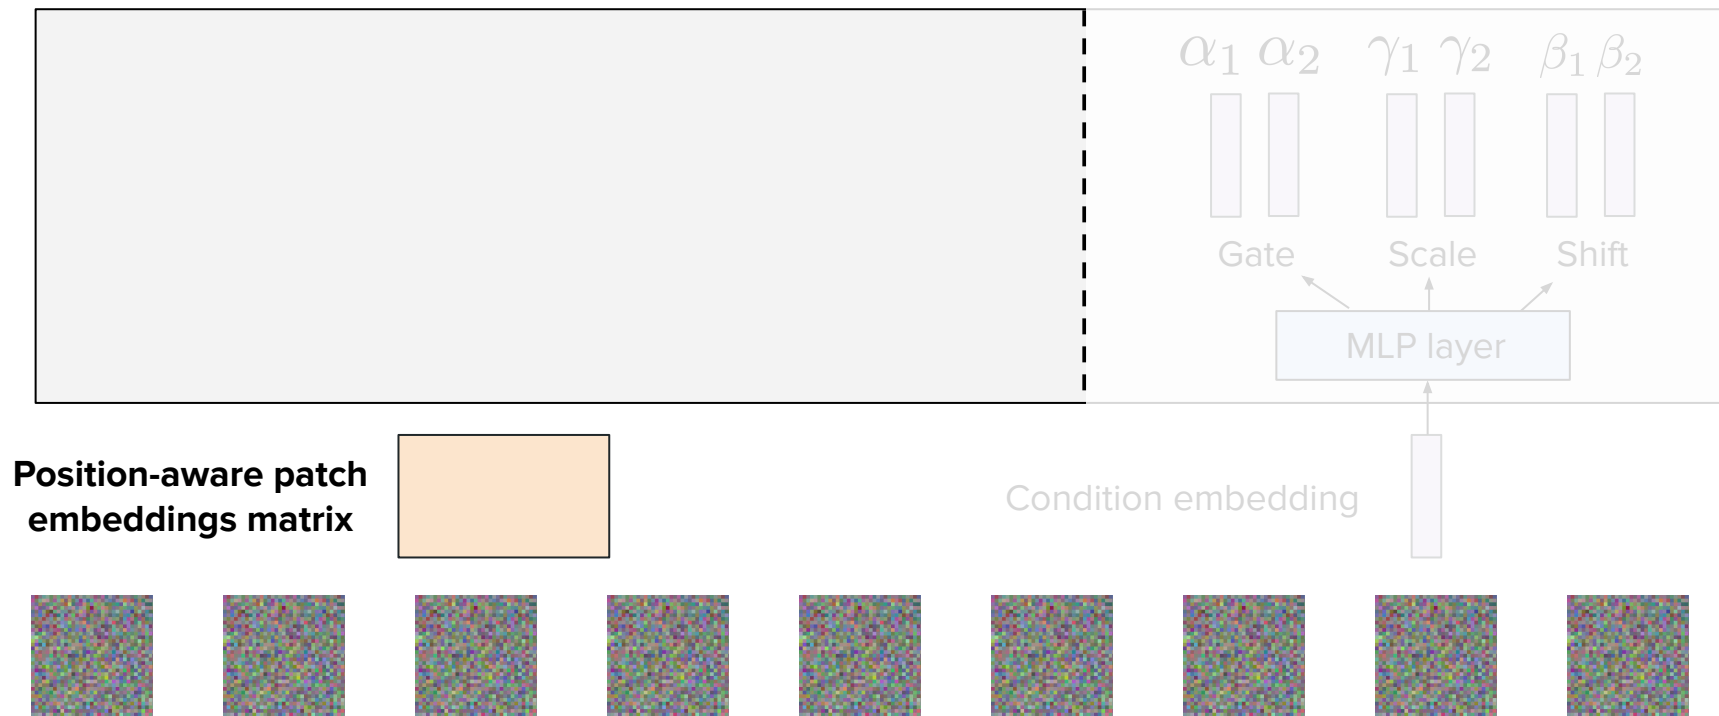 α₁ α₂ γ₁ γ₂ β₁ β₂
Gate Scale Shift
MLP layer
Position-aware patch
embeddings matrix
Condition embedding